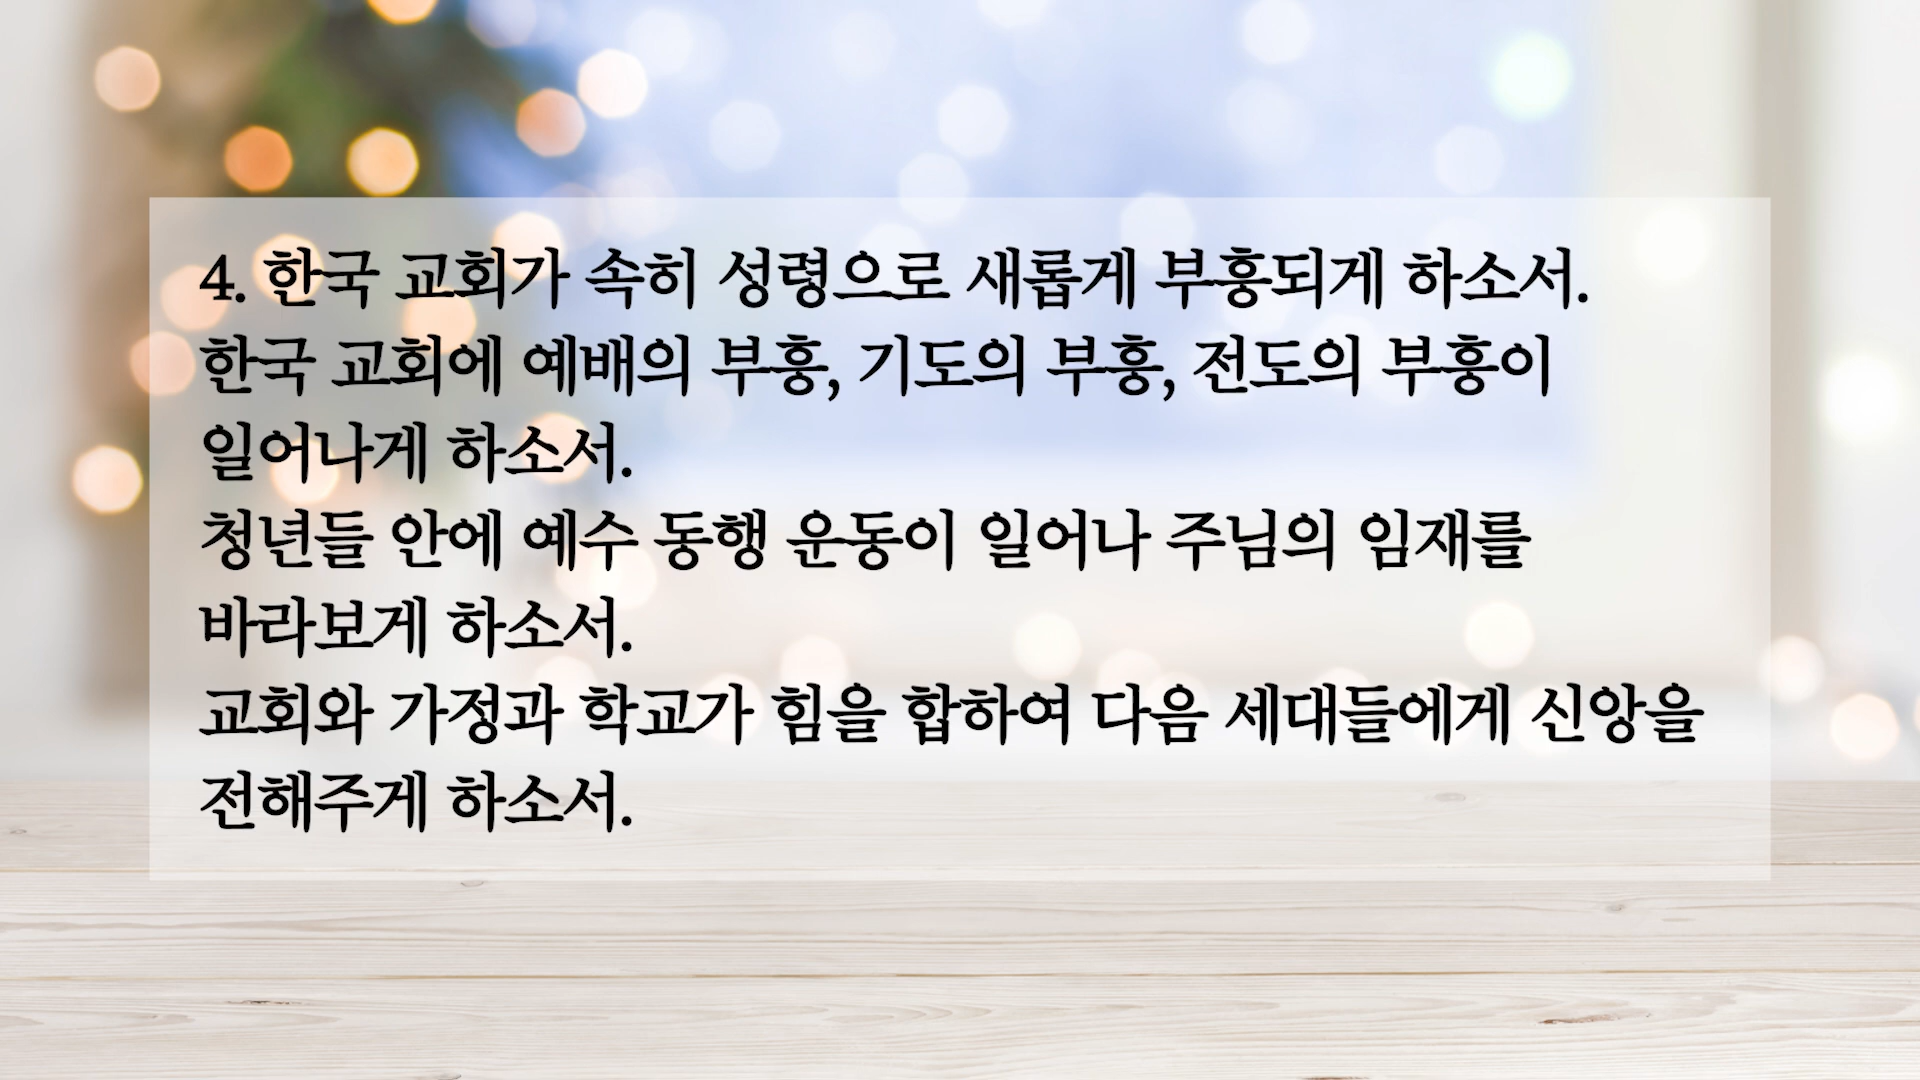 4. 한국 교회가 속히 성령으로 새롭게 부흥되게 하소서.
한국 교회에 예배의 부흥, 기도의 부흥, 전도의 부흥이
일어나게 하소서.
청년들 안에 예수 동행 운동이 일어나 주님의 임재를
바라보게 하소서.
교회와 가정과 학교가 힘을 합하여 다음 세대들에게 신앙을
전해주게 하소서.